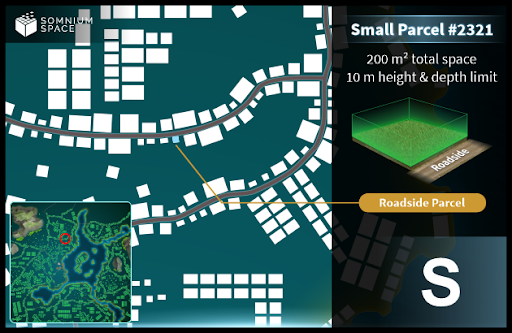 SOMNIUM
SPACE
Small Parcel #2321
200 m² total space
10 m height & depth limit
Roadside
Roadside Parcel
S